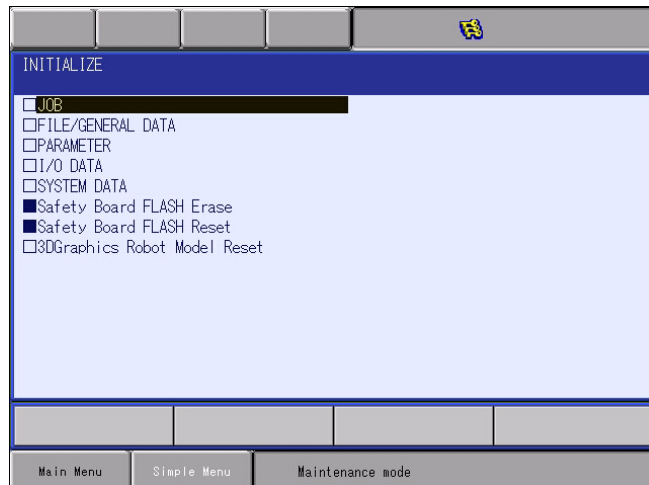 INITIALIZE
□JOB
□FILE/GENERAL DATA
□PARAMETER
□I/O DATA
□SYSTEM DATA
■Safety Board FLASH Erase
■Safety Board FLASH Reset
□3DGraphics Robot Model Reset
Main Menu Simple Menu Maintenance mode